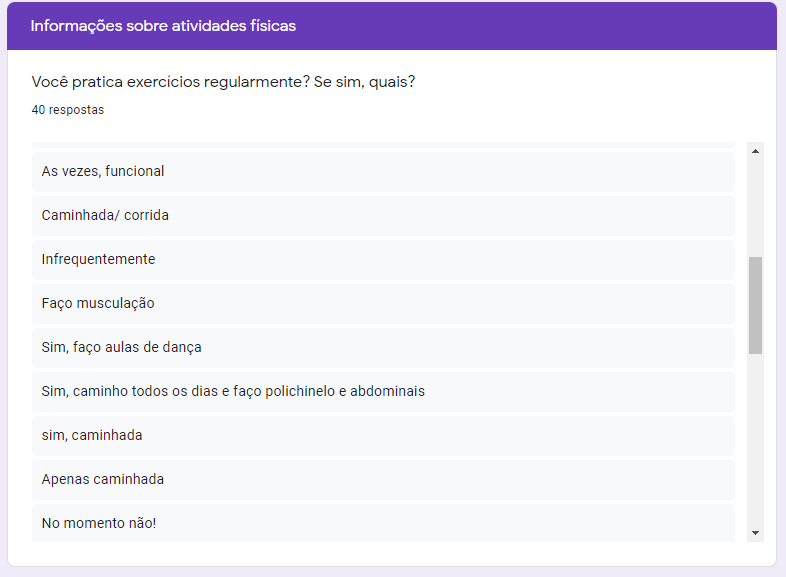 Informações sobre atividades físicas
Você pratica exercícios regularmente? Se sim, quais?
40 respostas
As vezes, funcional
Caminhada/ corrida
Infrequentemente
Faço musculação
Sim, faço aulas de dança
Sim, caminho todos os dias e faço polichinelo e abdominais
sim, caminhada
Apenas caminhada
No momento não!